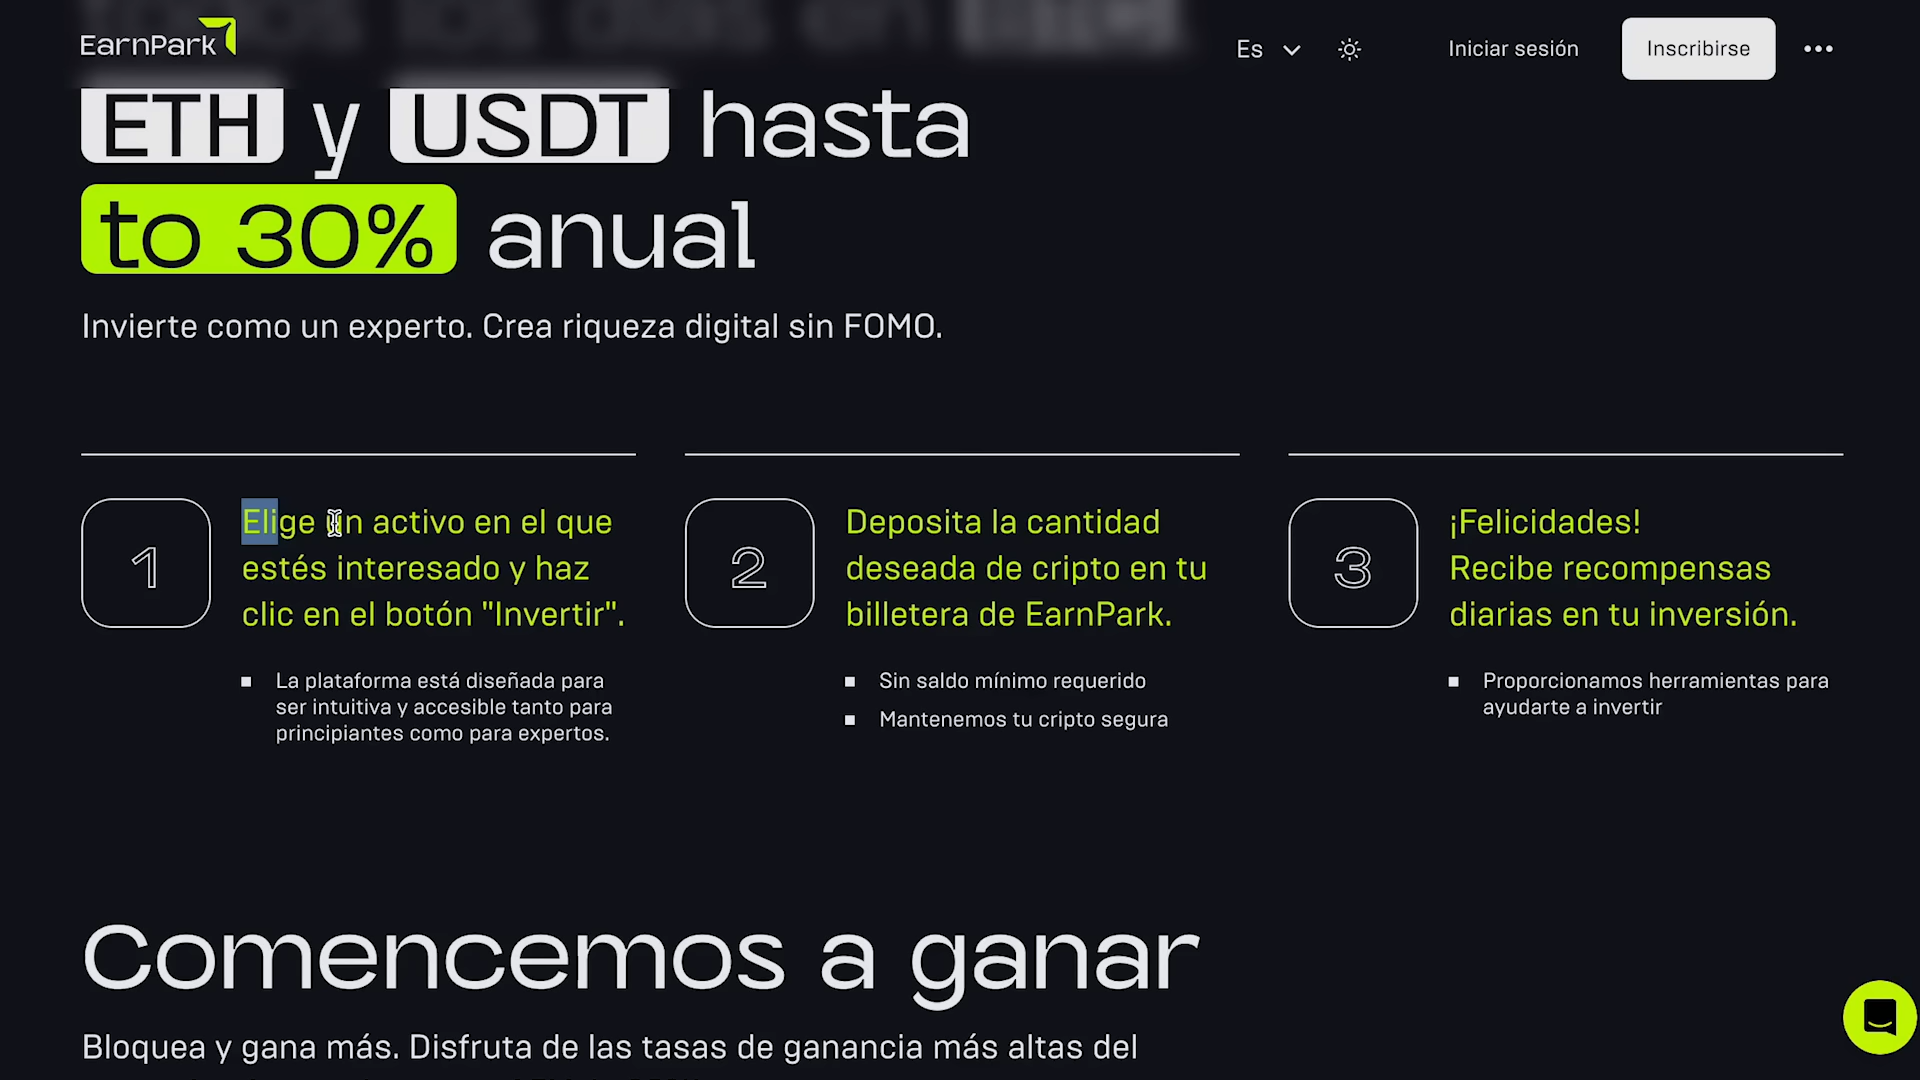 EarnPark
Es
Iniciar sesión
Inscribirse
ETH y USDT hasta
to 30% anual
Invierte como un experto. Crea riqueza digital sin FOMO.
1
Elige un activo en el que
estés interesado y haz
clic en el botón "Invertir".
La plataforma está diseñada para
ser intuitiva y accesible tanto para
principiantes como para expertos.
2
Deposita la cantidad
deseada de cripto en tu
billetera de EarnPark.
Sin saldo mínimo requerido
Mantenemos tu cripto segura
3
¡Felicidades!
Recibe recompensas
diarias en tu inversión.
Proporcionamos herramientas para
ayudarte a invertir
Comencemos a ganar
Bloquea y gana más. Disfruta de las tasas de ganancia más altas del